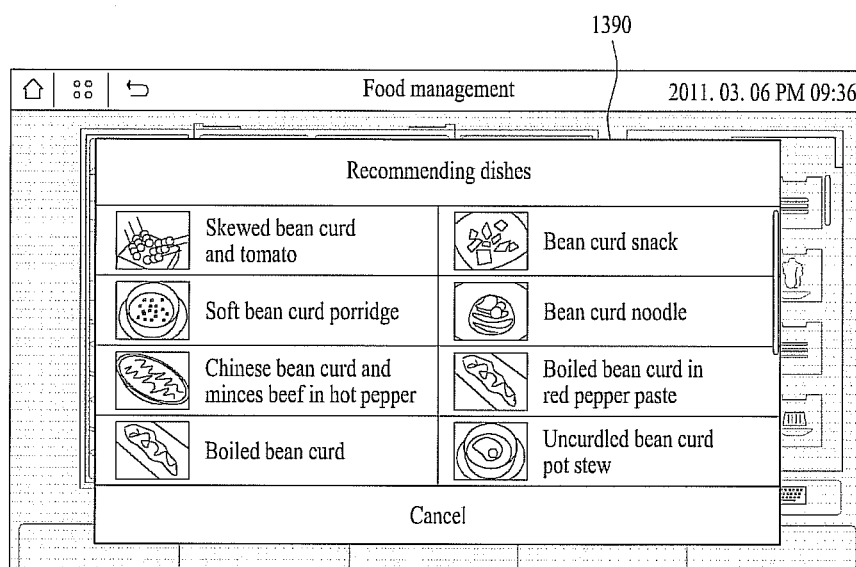 1390
Food management
2011. 03. 06 PM 09:36
Recommending dishes
Skewed bean curd
and tomato
Bean curd snack
Soft bean curd porridge
Bean curd noodle
Chinese bean curd and
minces beef in hot pepper
Boiled bean curd in
red pepper paste
Boiled bean curd
Uncurdled bean curd
pot stew
Cancel